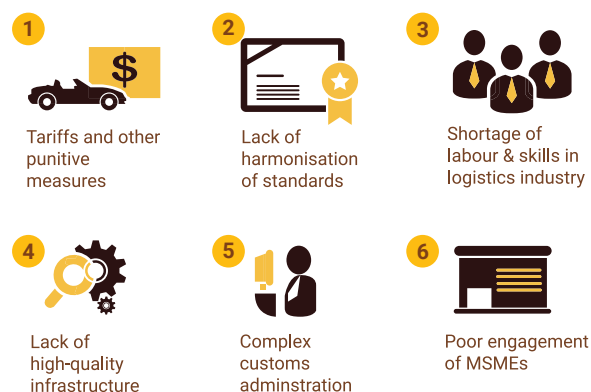 1
$
Tariffs and other
punitive
measures
2
Lack of
harmonisation
of standards
3
Shortage of
labour & skills in
logistics industry
4
Lack of
high-quality
infrastructure
5
Complex
customs
adminstration
6
Poor engagement
of MSMEs